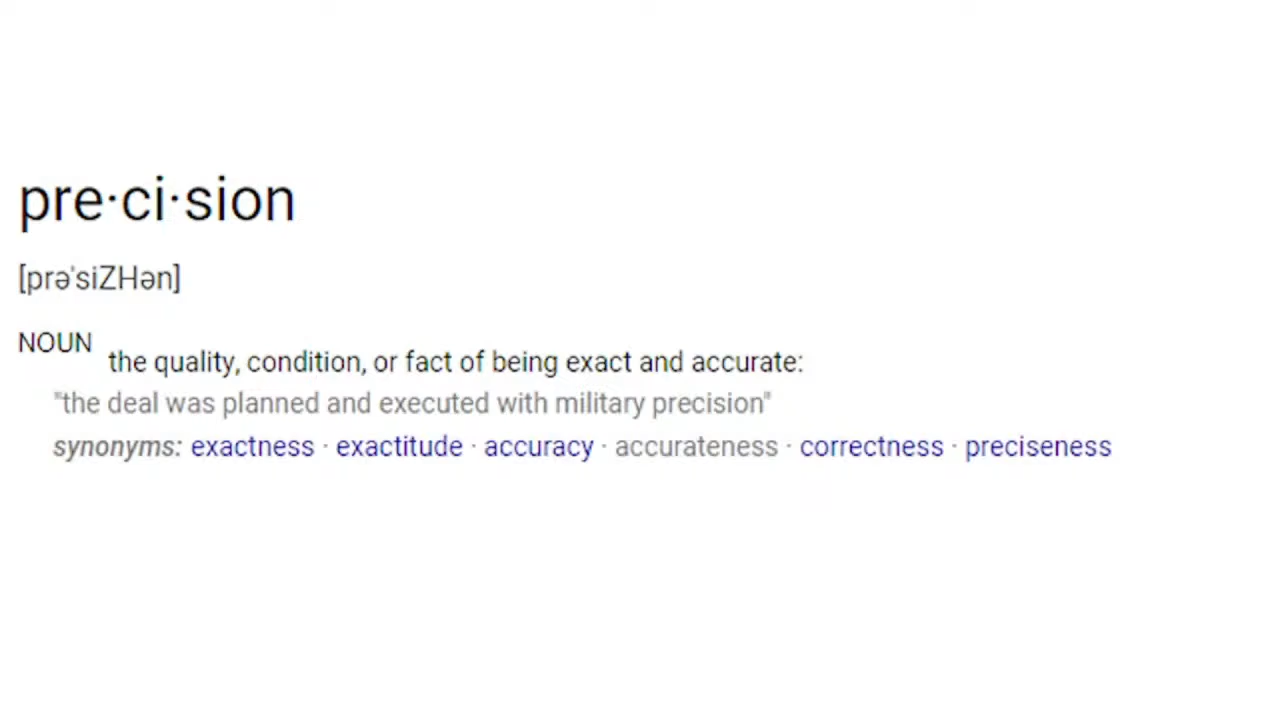 pre·ci·sion
[prəˈsiZHən]
NOUN the quality, condition, or fact of being exact and accurate:
"the deal was planned and executed with military precision"
synonyms: exactness · exactitude · accuracy · accurateness · correctness · preciseness